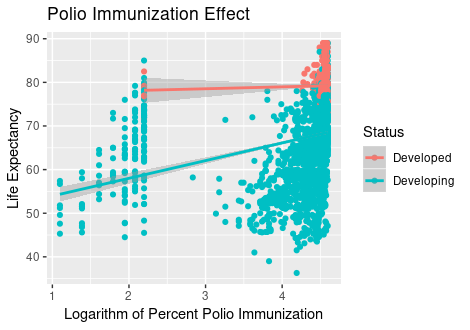 Polio Immunization Effect
90
80
70
60
50
40
1 2 3 4
Life Expectancy
Logarithm of Percent Polio Immunization
Status
Developed
Developing